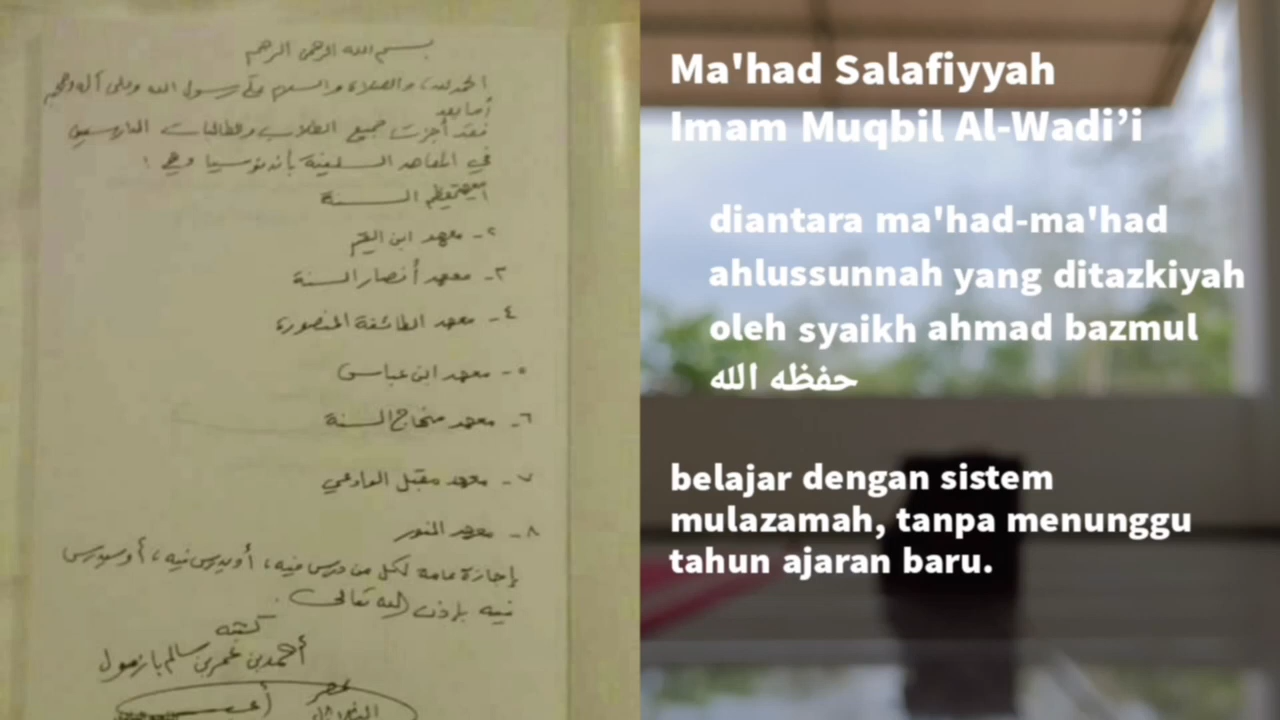 بسم الله الرحمن الرحيم
الحمد لله، والصلاة والسلام على رسول الله وعلى آله وصحبه
أما بعد
فقد أجزت جميع الطلاب والطالبات الدارسين
في المعاهد السلفية بأندونوسيا وهي :
السنة
٢- معهد ابن القيم
٣- معهد أنصار السنة
٤- معهد الطائفة المنصورة
٥- معهد ابن عباس
٦- معهد منهاج السنة
٧- معهد مقبل الوادعي
٨- معهد النور
إجازة عامة لكل من درس فيه، أو يدرس فيه، أو سيدرس
فيه بإذن الله تعالى.
كتبه
أحمد بن عمر بن سالم بازمول
Ma'had Salafiyyah
Imam Muqbil Al-Wadi’i
diantara ma'had-ma'had
ahlussunnah yang ditazkiyah
oleh syaikh ahmad bazmul
حفظه الله
belajar dengan sistem
mulazamah, tanpa menunggu
tahun ajaran baru.